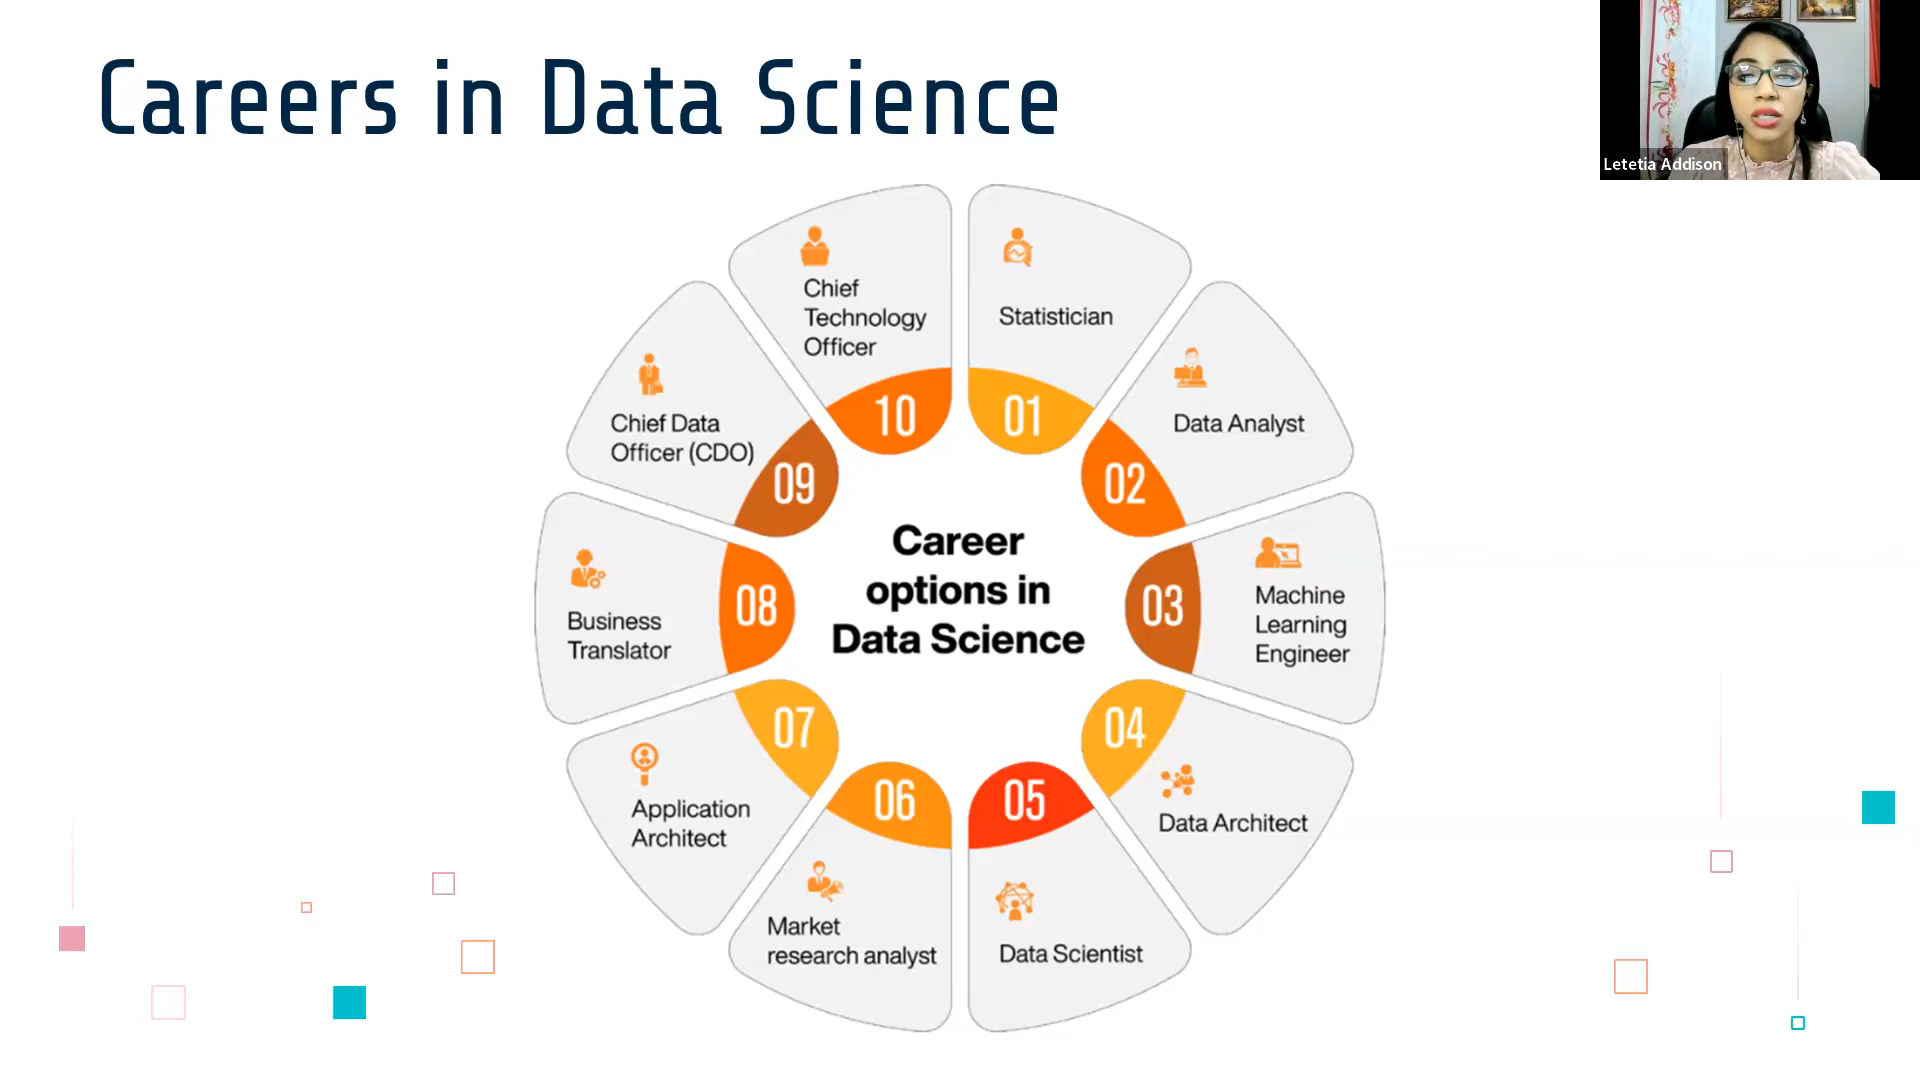 Careers in Data Science
Letetia Addison
Chief
Technology
Officer
10
Statistician
01
Data Analyst
02
Machine
Learning
Engineer
03
Data Architect
04
Data Scientist
05
Market
research analyst
06
Application
Architect
07
Business
Translator
08
Chief Data
Officer (CDO)
09
Career
options in
Data Science